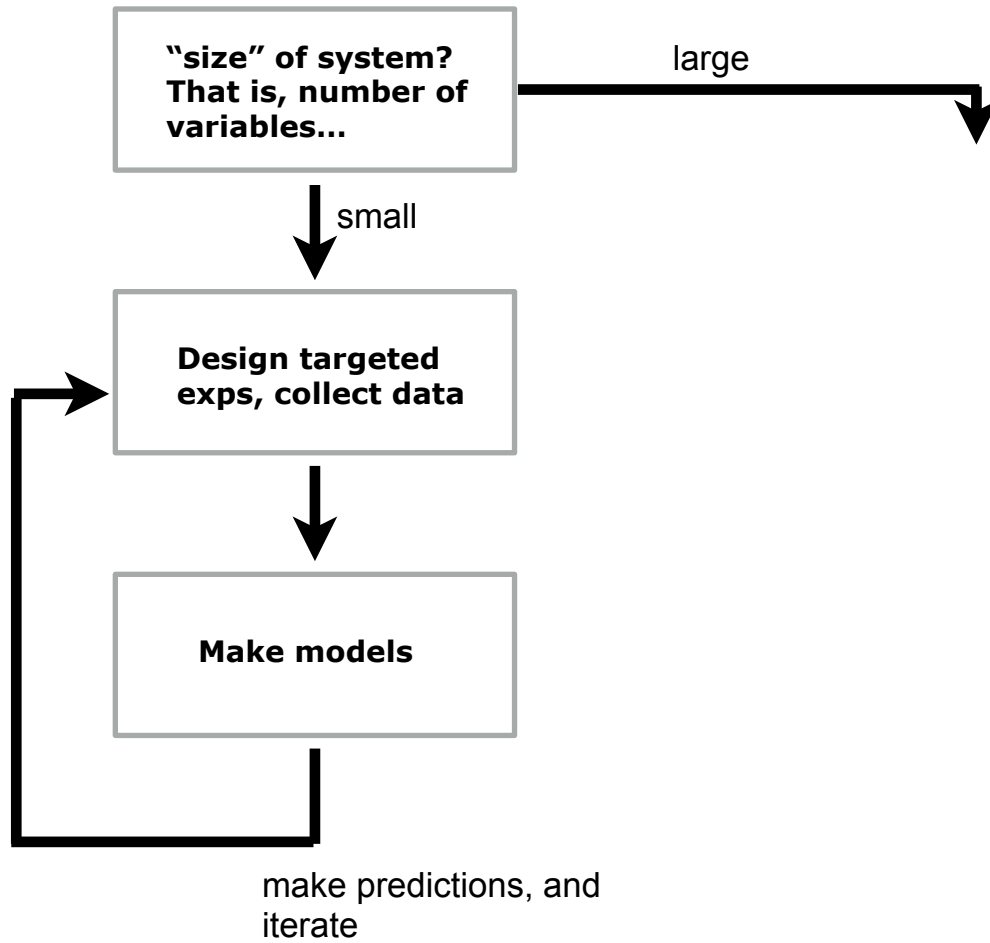 “size” of system?
That is, number of
variables...
large
small
Design targeted
exps, collect data
Make models
make predictions, and
iterate